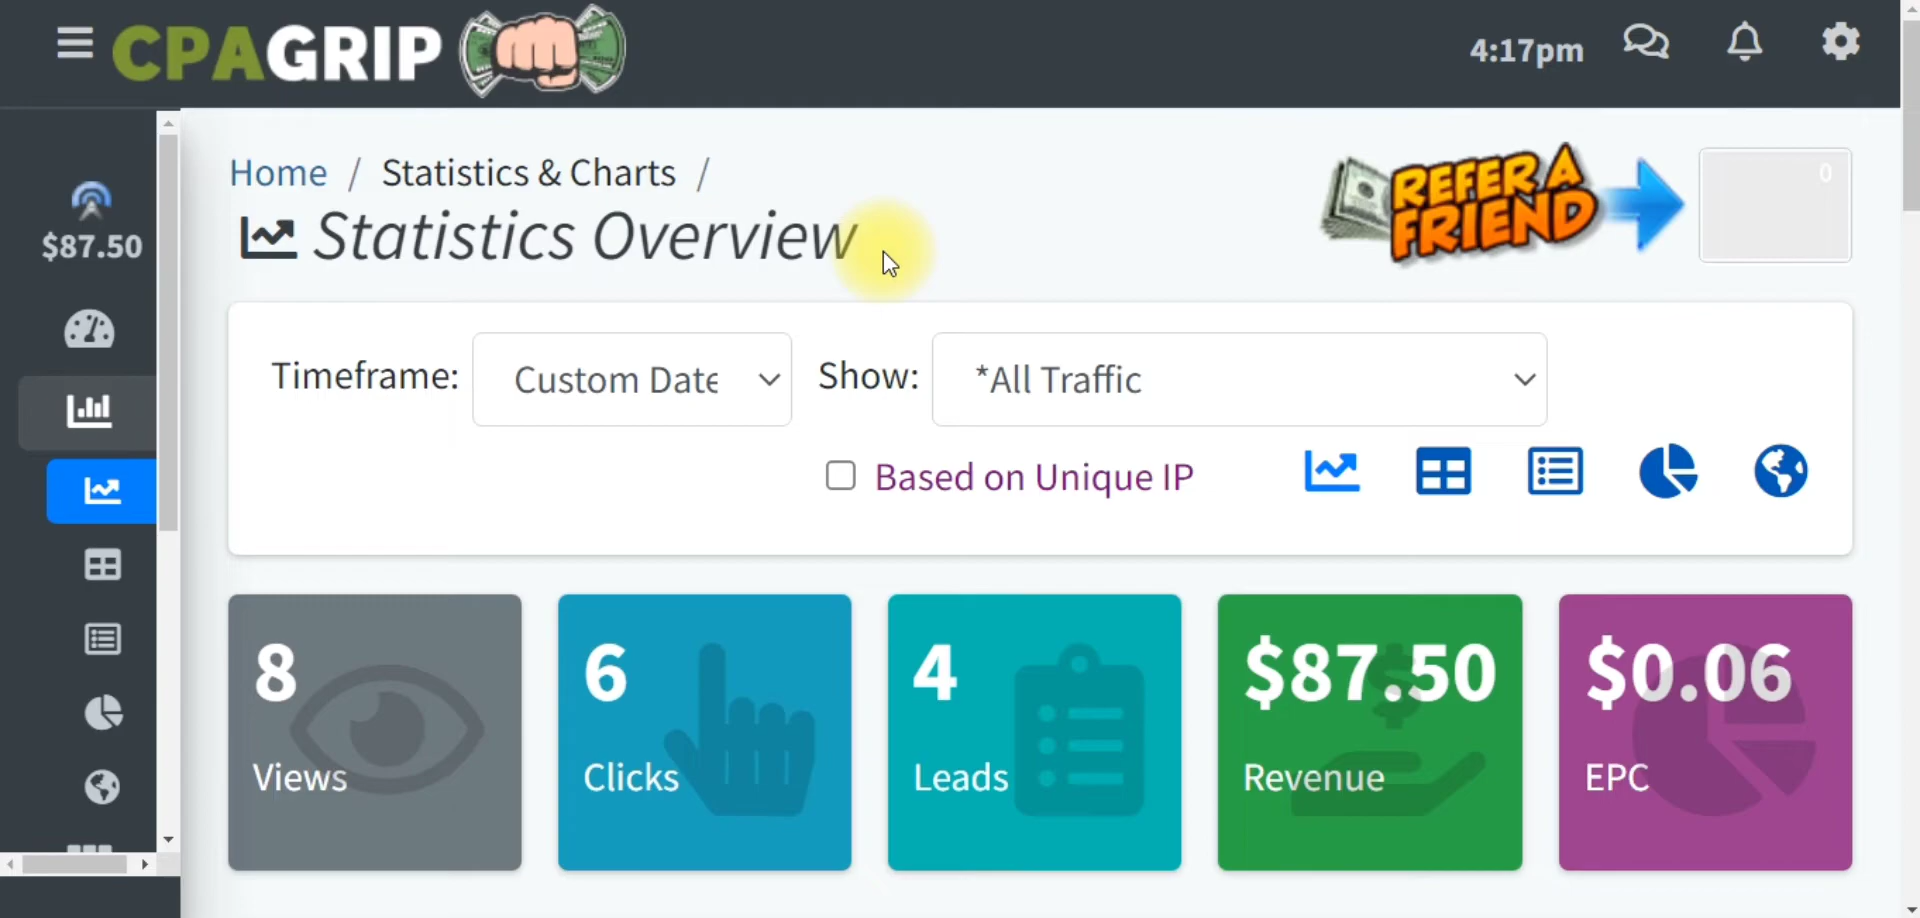 CPAGRIP
4:17pm
$87.50
Home / Statistics & Charts /
Statistics Overview
REFER A
FRIEND
0
Timeframe: Custom Date Show: *All Traffic
Based on Unique IP
8
Views
6
Clicks
4
Leads
$87.50
Revenue
$0.06
EPC